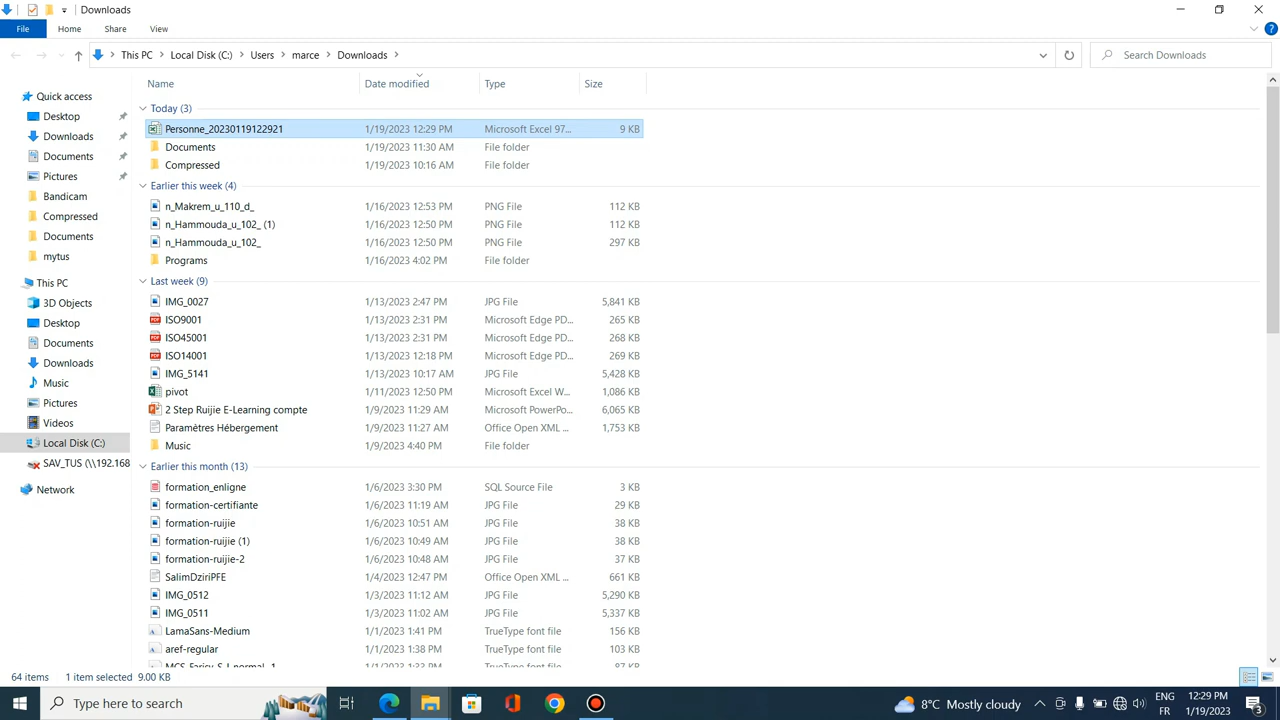 Downloads
File Home Share View
This PC Local Disk (C:) Users marce Downloads Search Downloads
Name Date modified Type Size
Quick access
Desktop
Downloads
Documents
Pictures
Bandicam
Compressed
Documents
mytus
This PC
3D Objects
Desktop
Documents
Downloads
Music
Pictures
Videos
Local Disk (C:)
SAV_TUS (\\192.168
Network
Today (3)
Personne_20230119122921 1/19/2023 12:29 PM Microsoft Excel 97... 9 KB
Documents 1/19/2023 11:30 AM File folder
Compressed 1/19/2023 10:16 AM File folder
Earlier this week (4)
n_Makrem_u_110_d_ 1/16/2023 12:53 PM PNG File 112 KB
n_Hammouda_u_102_ (1) 1/16/2023 12:50 PM PNG File 112 KB
n_Hammouda_u_102_ 1/16/2023 12:50 PM PNG File 297 KB
Programs 1/16/2023 4:02 PM File folder
Last week (9)
IMG_0027 1/13/2023 2:47 PM JPG File 5,841 KB
ISO9001 1/13/2023 2:31 PM Microsoft Edge PD... 265 KB
ISO45001 1/13/2023 2:31 PM Microsoft Edge PD... 268 KB
ISO14001 1/13/2023 12:18 PM Microsoft Edge PD... 269 KB
IMG_5141 1/13/2023 10:17 AM JPG File 5,428 KB
pivot 1/11/2023 12:50 PM Microsoft Excel W... 1,086 KB
2 Step Ruijie E-Learning compte 1/9/2023 11:29 AM Microsoft PowerPo... 6,065 KB
Paramètres Hébergement 1/9/2023 11:27 AM Office Open XML ... 1,753 KB
Music 1/9/2023 4:40 PM File folder
Earlier this month (13)
formation_enligne 1/6/2023 3:30 PM SQL Source File 3 KB
formation-certifiante 1/6/2023 11:19 AM JPG File 29 KB
formation-ruijie 1/6/2023 10:51 AM JPG File 38 KB
formation-ruijie (1) 1/6/2023 10:49 AM JPG File 38 KB
formation-ruijie-2 1/6/2023 10:48 AM JPG File 37 KB
SalimDziriPFE 1/4/2023 12:47 PM Office Open XML ... 661 KB
IMG_0512 1/3/2023 11:12 AM JPG File 5,290 KB
IMG_0511 1/3/2023 11:02 AM JPG File 5,337 KB
LamaSans-Medium 1/1/2023 1:41 PM TrueType font file 156 KB
aref-regular 1/1/2023 1:38 PM TrueType font file 103 KB
1/1/2023 1:33 PM TrueType font file 87 KB
64 items 1 item selected 9.00 KB
Type here to search
8°C Mostly cloudy
ENG
FR
12:29 PM
1/19/2023
3